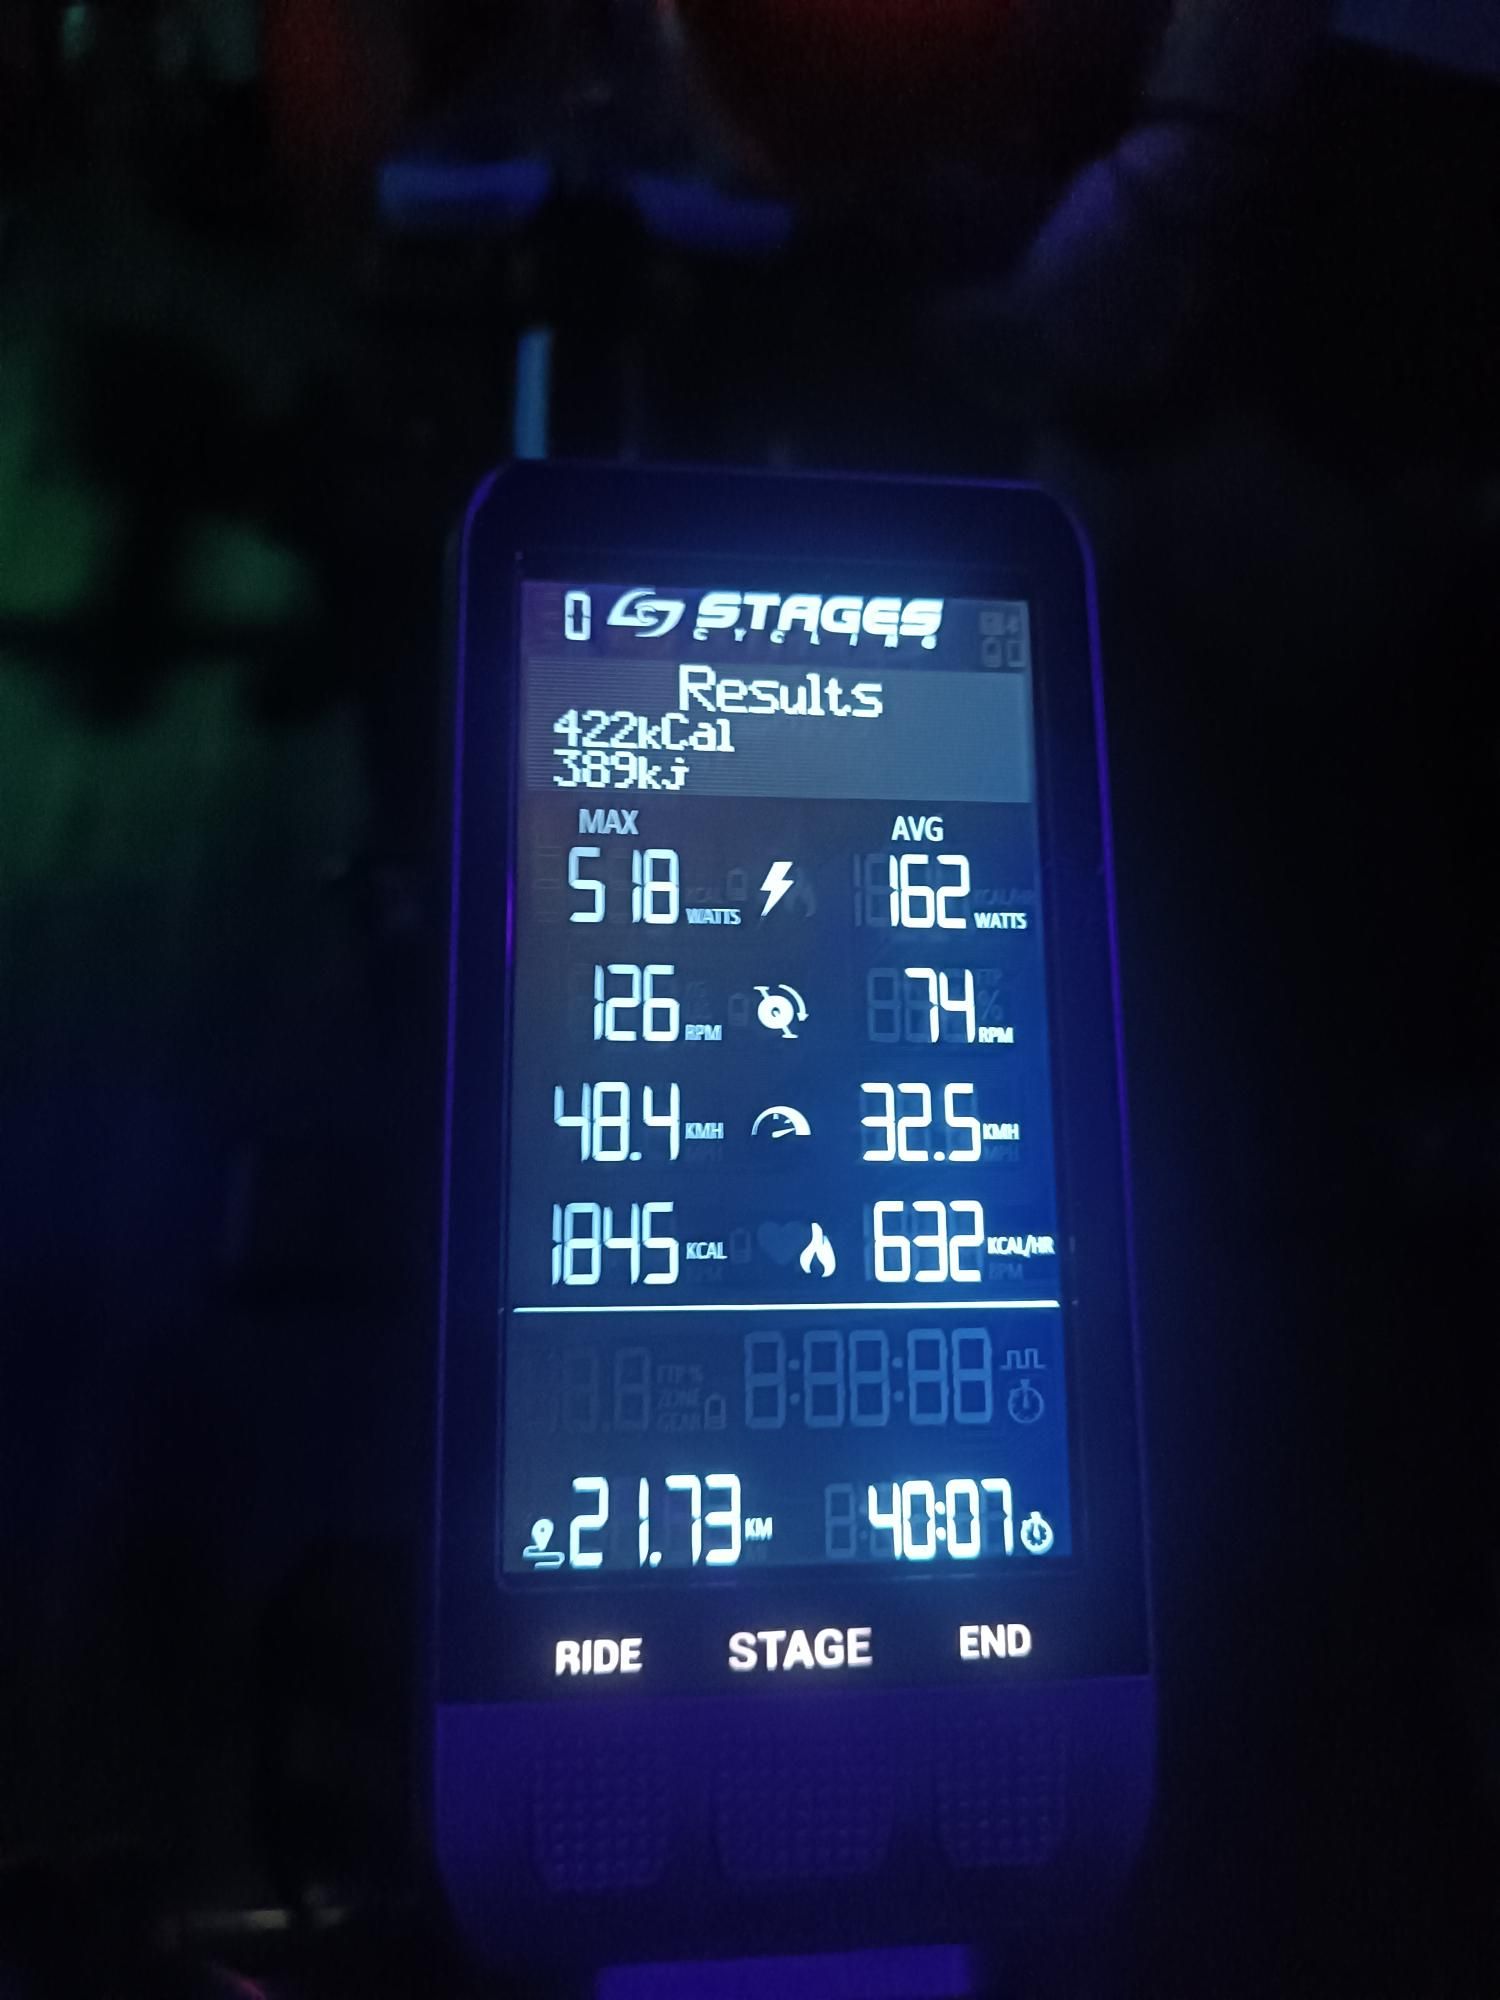 0 STAGES
CYCLING
Results
422kCal
389kj
MAX AVG
518 WATTS 162 WATTS
126 RPM 74 RPM
48.4 KMH 32.5 KMH
1845 KCAL 632 KCAL/HR
21.73 KM 40:07
RIDE STAGE END